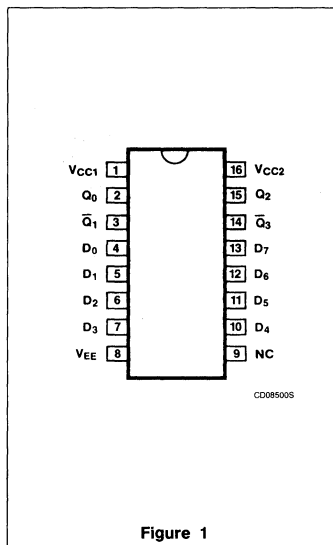 VCC1 1 16 VCC2
Q0 2 15 Q2
Q̅1 3 14 Q̅3
D0 4 13 D7
D1 5 12 D6
D2 6 11 D5
D3 7 10 D4
VEE 8 9 NC
CD08500S
Figure 1